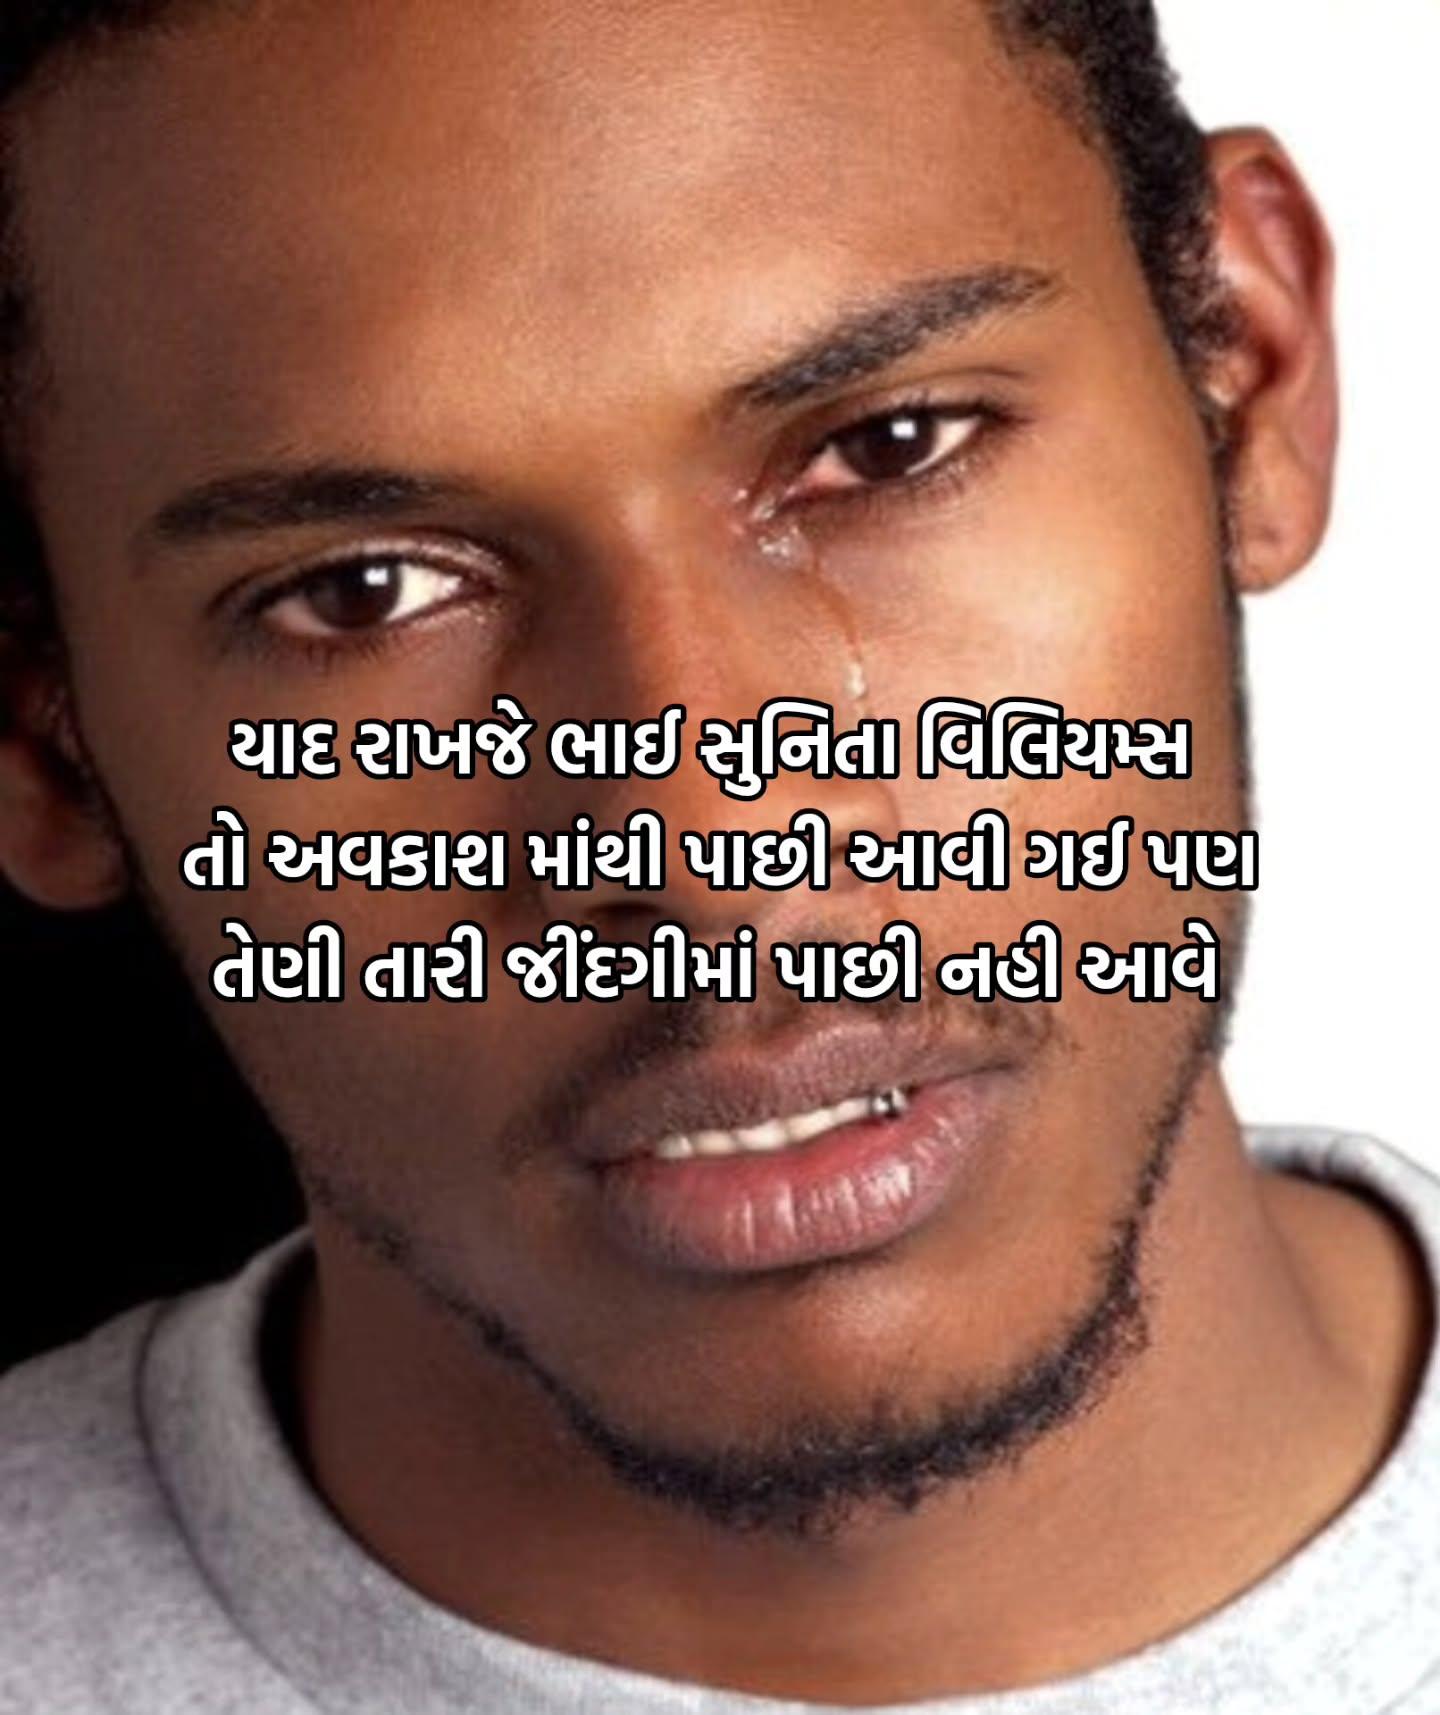 યાદ રાખજે ભાઈ સુનિતા વિલિયમ્સ
તો અવકાશ માંથી પાછી આવી ગઈ પણ
તેણી તારી જીંદગીમાં પાછી નહી આવે